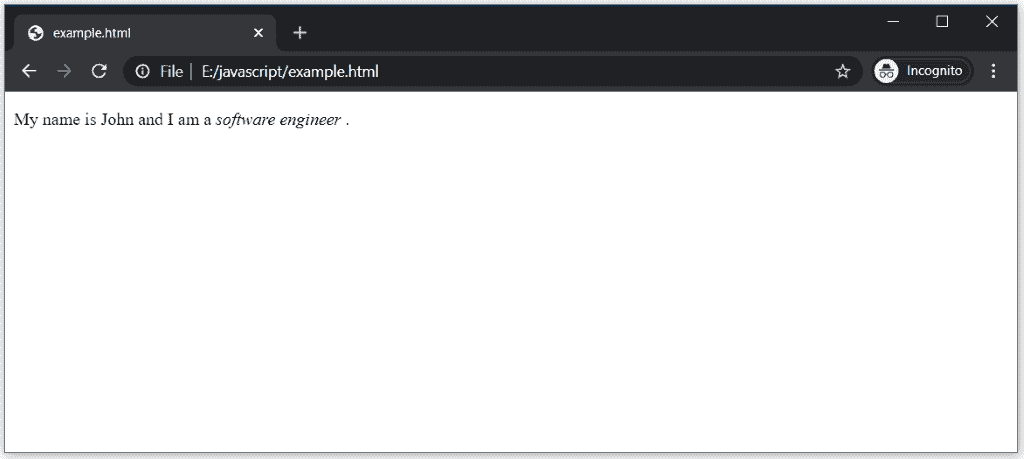 example.html
File | E:/javascript/example.html
Incognito
My name is John and I am a software engineer .